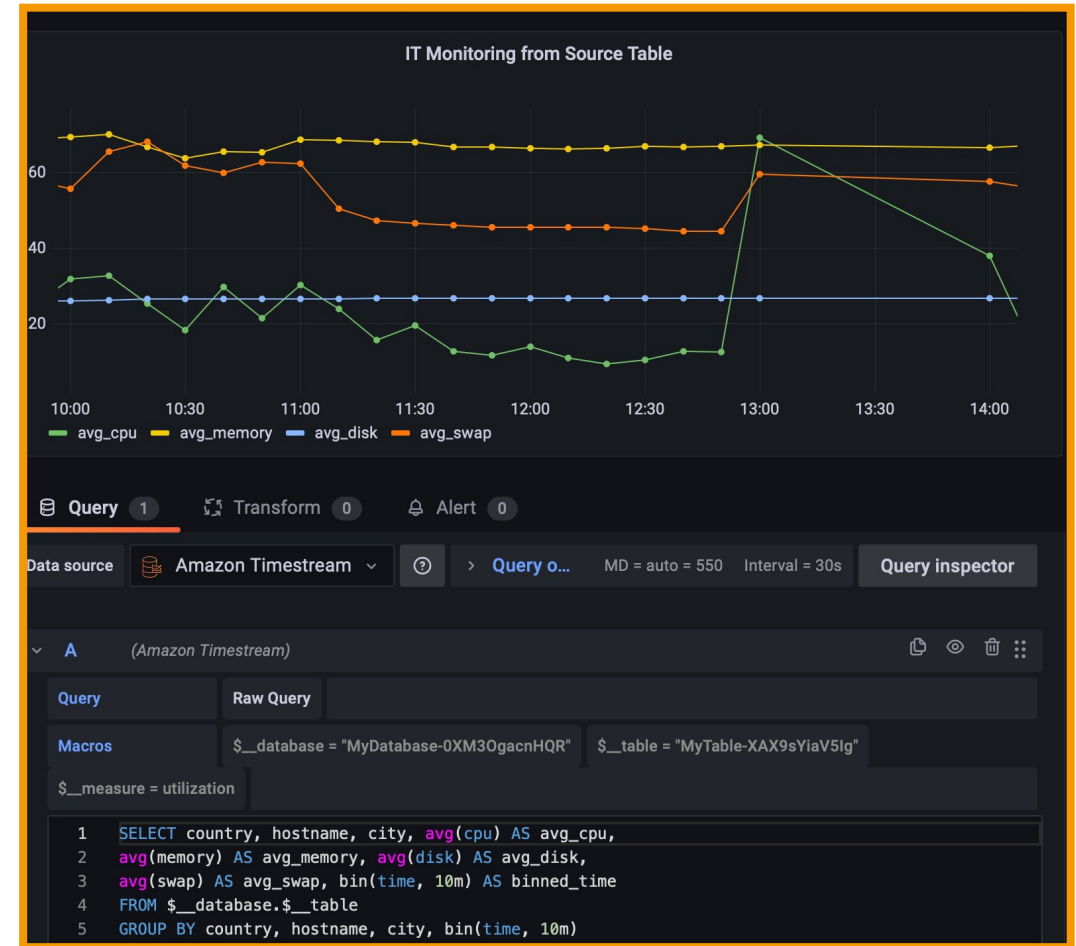 IT Monitoring from Source Table
60
40
20
10:00 10:30 11:00 11:30 12:00 12:30 13:00 13:30 14:00
avg_cpu avg_memory avg_disk avg_swap
Query 1 Transform 0 Alert 0
Data source Amazon Timestream Query o... MD = auto = 550 Interval = 30s Query inspector
A (Amazon Timestream)
Query Raw Query
Macros $__database = "MyDatabase-0XM3OgacnHQR" $__table = "MyTable-XAX9sYiaV5Ig"
$__measure = utilization
1 SELECT country, hostname, city, avg(cpu) AS avg_cpu,
2 avg(memory) AS avg_memory, avg(disk) AS avg_disk,
3 avg(swap) AS avg_swap, bin(time, 10m) AS binned_time
4 FROM $__database.$__table
5 GROUP BY country, hostname, city, bin(time, 10m)